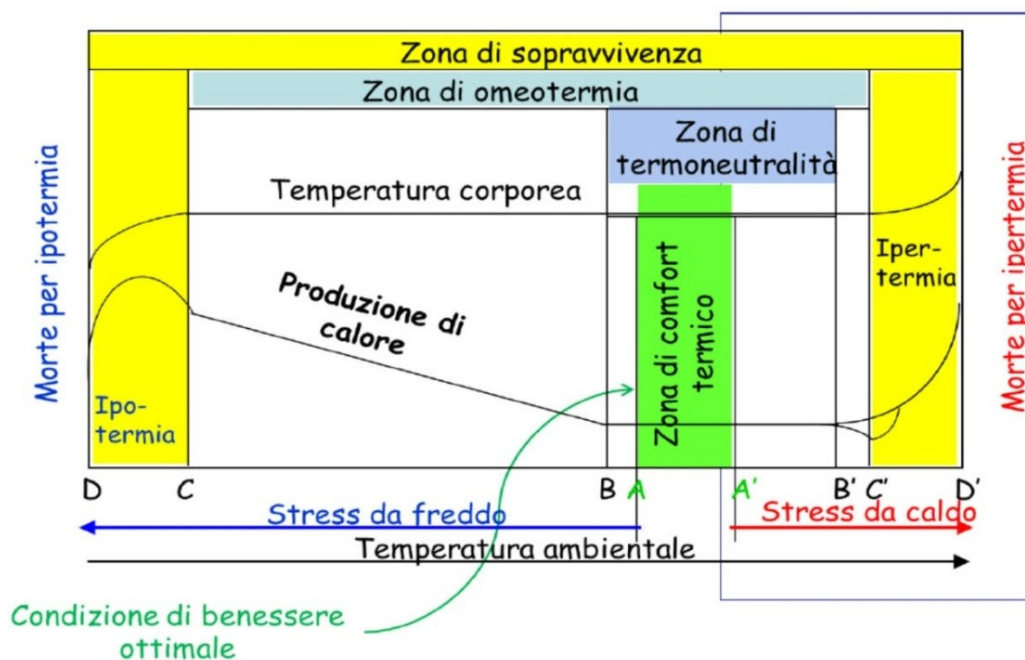 Zona di sopravvivenza
Zona di omeotermia
Zona di
termoneutralità
Temperatura corporea
Morte per ipotermia
Produzione di
calore
Zona di comfort
termico
Iper-
termia
Morte per ipertermia
Ipo-
termia
D C B A A' B' C' D'
Stress da freddo
Stress da caldo
Temperatura ambientale
Condizione di benessere
ottimale